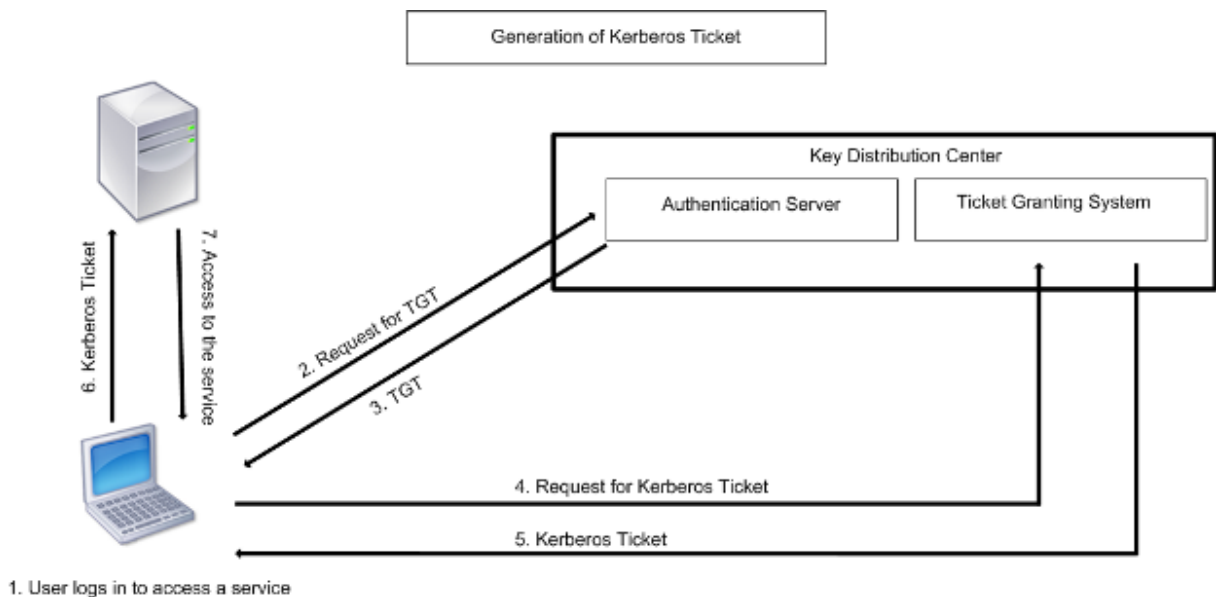 Generation of Kerberos Ticket
Key Distribution Center
Authentication Server
Ticket Granting System
6. Kerberos Ticket
7. Access to the service
2. Request for TGT
3. TGT
4. Request for Kerberos Ticket
5. Kerberos Ticket
1. User logs in to access a service